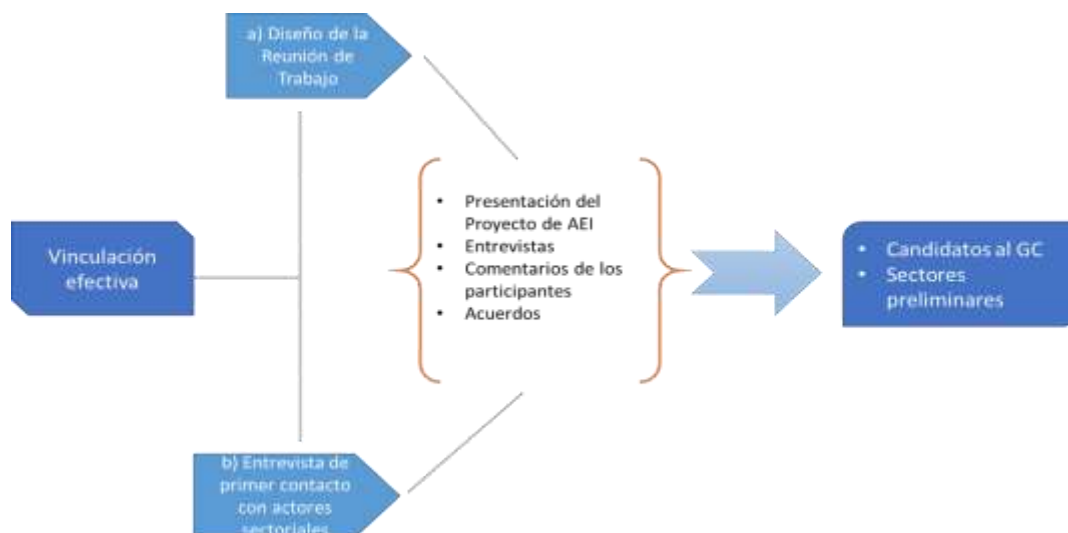 a) Diseño de la
Reunión de
Trabajo
Vinculación
efectiva
b) Entrevista de
primer contacto
con actores
sectoriales
• Presentación del
Proyecto de AEI
• Entrevistas
• Comentarios de los
participantes
• Acuerdos
• Candidatos al GC
• Sectores
preliminares